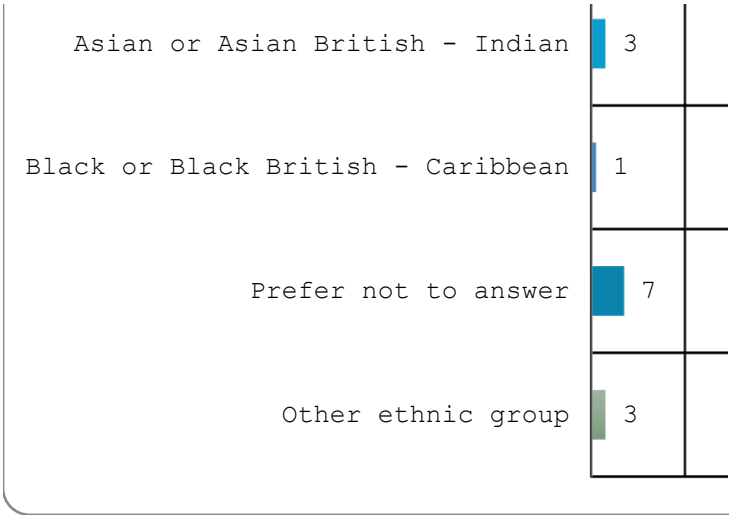 Asian or Asian British - Indian 3
Black or Black British - Caribbean 1
Prefer not to answer 7
Other ethnic group 3